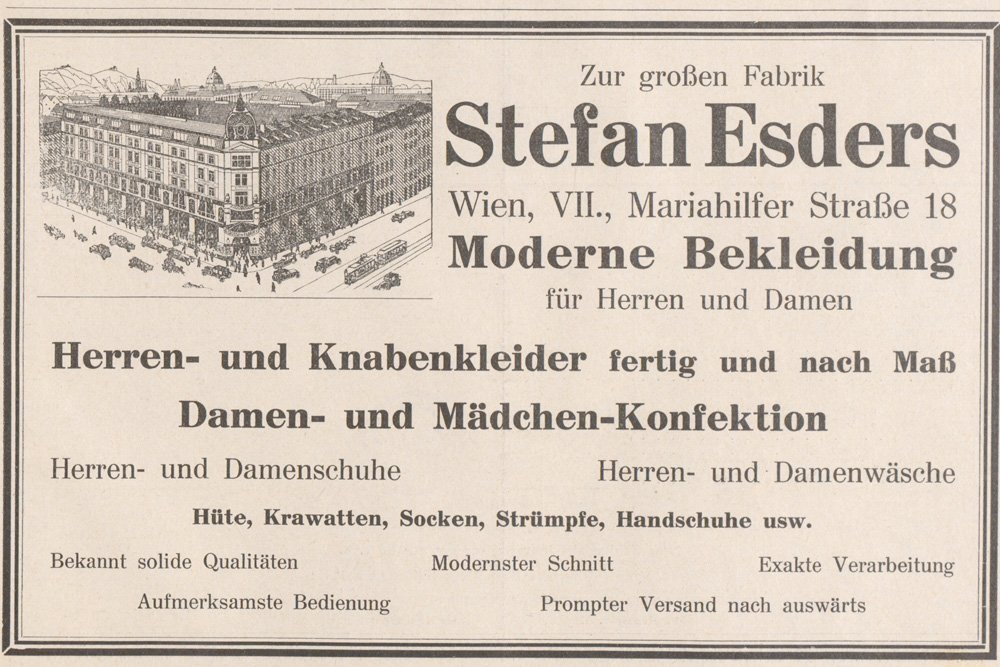 Zur großen Fabrik
Stefan Esders
Wien, VII., Mariahilfer Straße 18
Moderne Bekleidung
für Herren und Damen
Herren- und Knabenkleider fertig und nach Maß
Damen- und Mädchen-Konfektion
Herren- und Damenschuhe
Herren- und Damenwäsche
Hüte, Krawatten, Socken, Strümpfe, Handschuhe usw.
Bekannt solide Qualitäten
Modernster Schnitt
Exakte Verarbeitung
Aufmerksamste Bedienung
Prompter Versand nach auswärts